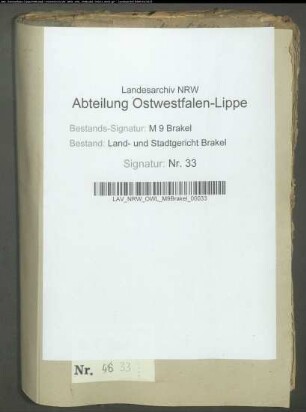 Landesarchiv NRW
Abteilung Ostwestfalen-Lippe
Bestands-Signatur: M 9 Brakel
Bestand: Land- und Stadtgericht Brakel
Signatur: Nr. 33
LAV_NRW_OWL_M9Brakel_00033
Nr. 46 33